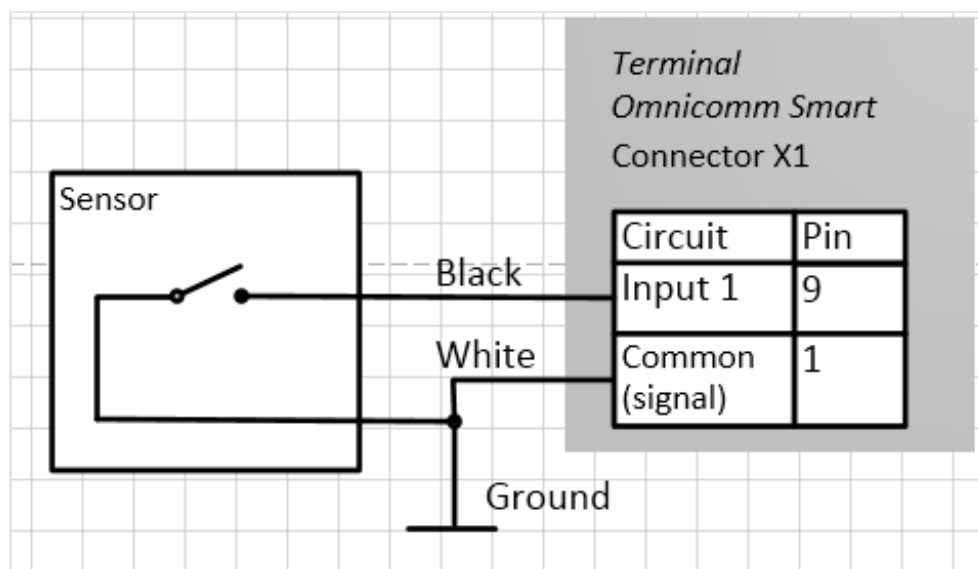 Terminal
Omnicomm Smart
Connector X1
Sensor
Circuit Pin
Black
Input 1 9
White
Common 1
(signal)
Ground